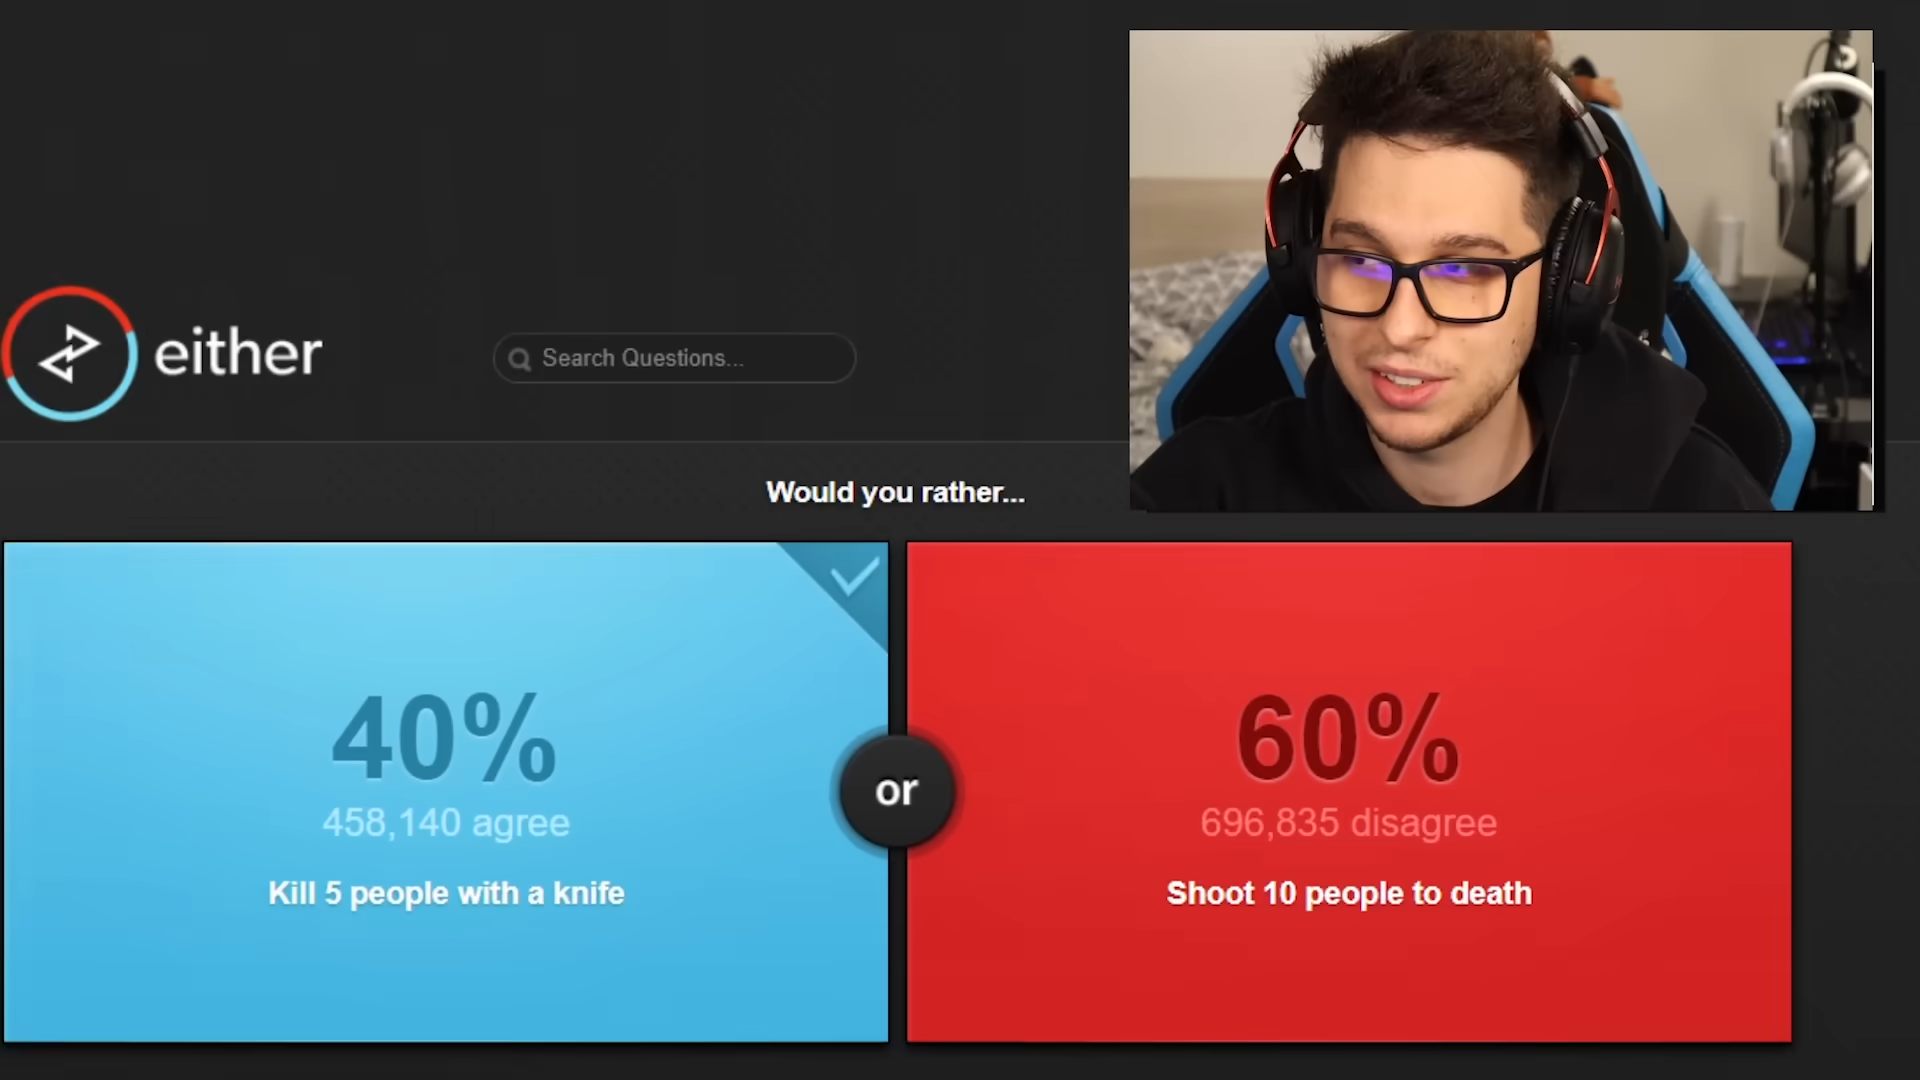 either
Search Questions...
Would you rather...
40%
458,140 agree
Kill 5 people with a knife
or
60%
696,835 disagree
Shoot 10 people to death